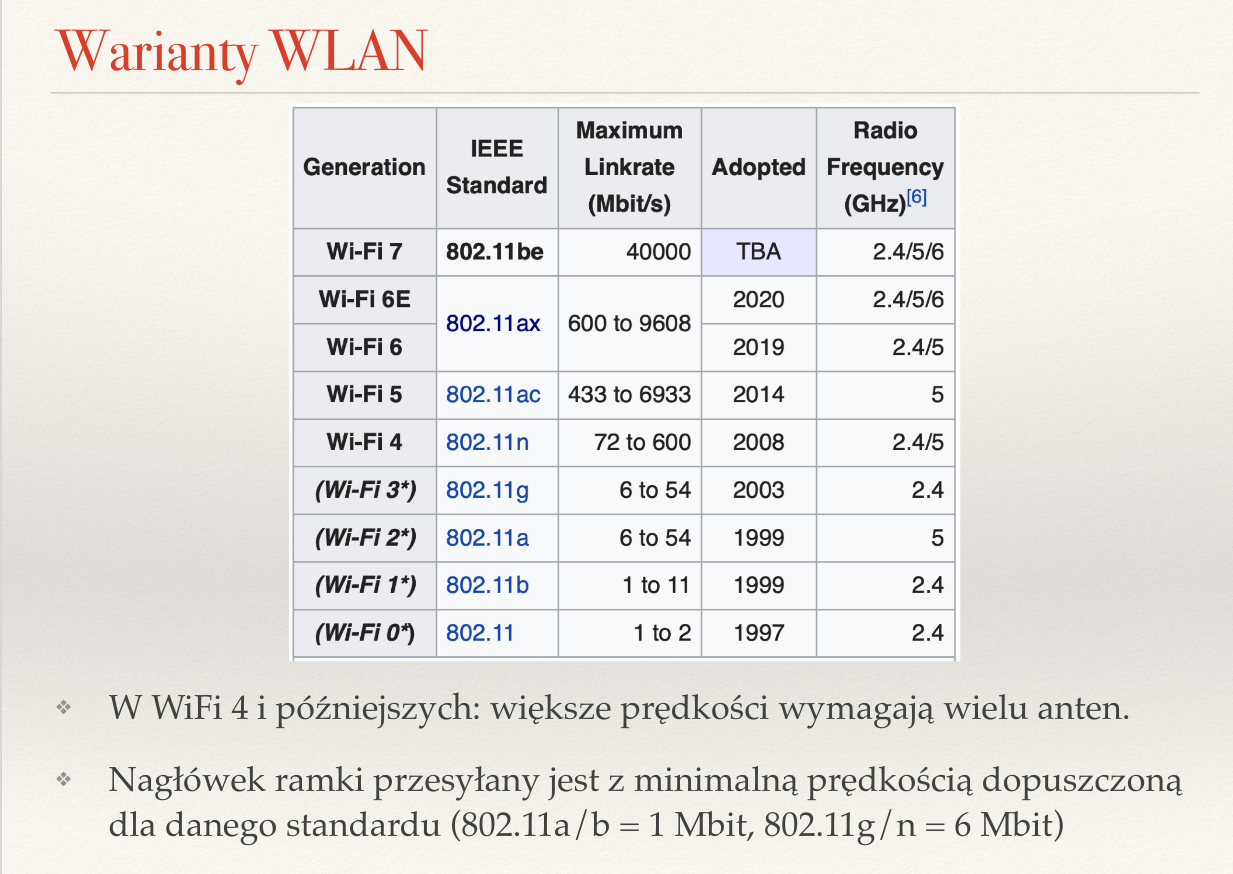 Warianty WLAN
Generation IEEE Standard Maximum Linkrate (Mbit/s) Adopted Radio Frequency (GHz)[6]
Wi-Fi 7 802.11be 40000 TBA 2.4/5/6
Wi-Fi 6E 802.11ax 600 to 9608 2020 2.4/5/6
Wi-Fi 6 2019 2.4/5
Wi-Fi 5 802.11ac 433 to 6933 2014 5
Wi-Fi 4 802.11n 72 to 600 2008 2.4/5
(Wi-Fi 3*) 802.11g 6 to 54 2003 2.4
(Wi-Fi 2*) 802.11a 6 to 54 1999 5
(Wi-Fi 1*) 802.11b 1 to 11 1999 2.4
(Wi-Fi 0*) 802.11 1 to 2 1997 2.4
W WiFi 4 i późniejszych: większe prędkości wymagają wielu anten.
Nagłówek ramki przesyłany jest z minimalną prędkością dopuszczoną
dla danego standardu (802.11a/b = 1 Mbit, 802.11g/n = 6 Mbit)